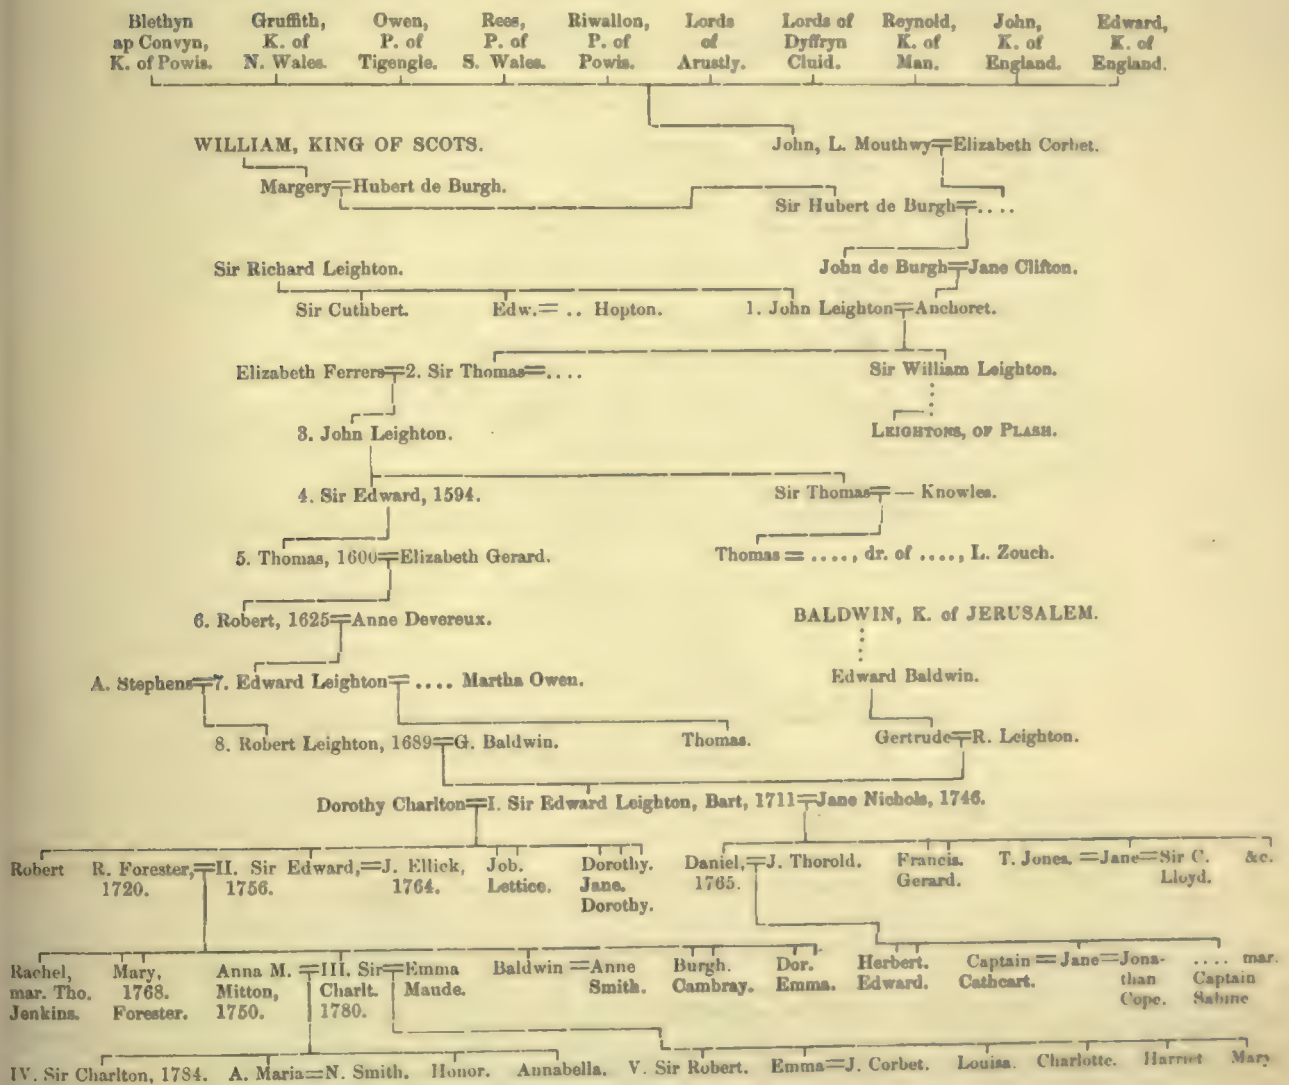 Blethyn Gruffith, Owen, Rees, Riwallon, Lords Lords of Reynold, John, Edward,
ap Convyn, K. of P. of P. of P. of of Dyffryn K. of K. of K. of
K. of Powis. N. Wales. Tigengle. S. Wales. Powis. Arustly. Cluid. Man. England. England.
WILLIAM, KING OF SCOTS. John, L. Mouthwy=Elizabeth Corbet.
Margery=Hubert de Burgh.
Sir Hubert de Burgh=....
Sir Richard Leighton. John de Burgh=Jane Clifton.
Sir Cuthbert. Edw.= .. Hopton. 1. John Leighton=Anchoret.
Elizabeth Ferrers=2. Sir Thomas=.... Sir William Leighton.
3. John Leighton. LEIGHTONS, OF PLASH.
4. Sir Edward, 1594. Sir Thomas=— Knowles.
5. Thomas, 1600=Elizabeth Gerard. Thomas = ...., dr. of ...., L. Zouch.
6. Robert, 1625=Anne Devereux. BALDWIN, K. of JERUSALEM.
A. Stephens=7. Edward Leighton=.... Martha Owen. Edward Baldwin.
8. Robert Leighton, 1689=G. Baldwin. Thomas. Gertrude=R. Leighton.
Dorothy Charlton=I. Sir Edward Leighton, Bart, 1711=Jane Nichols, 1746.
Robert R. Forester,=II. Sir Edward,=J. Ellick, Job. Dorothy. Daniel,=J. Thorold. Francis. T. Jones. =Jane=Sir C. &c.
1720. 1756. 1764. Lettice. Jane. 1765. Gerard. Lloyd.
Dorothy.
Rachel, Mary, Anna M. =III. Sir=Emma Baldwin =Anne Burgh. Dor. Herbert. Captain = Jane=Jona- .... mar.
mar. Tho. 1768. Mitton, Charlt. Maude. Smith. Cambray. Emma. Edward. Cathcart. than Captain
Jenkins. Forester. 1750. 1780. Cope. Sabine
IV. Sir Charlton, 1784. A. Maria=N. Smith. Honor. Annabella. V. Sir Robert. Emma=J. Corbet. Louisa. Charlotte. Harriet Mary